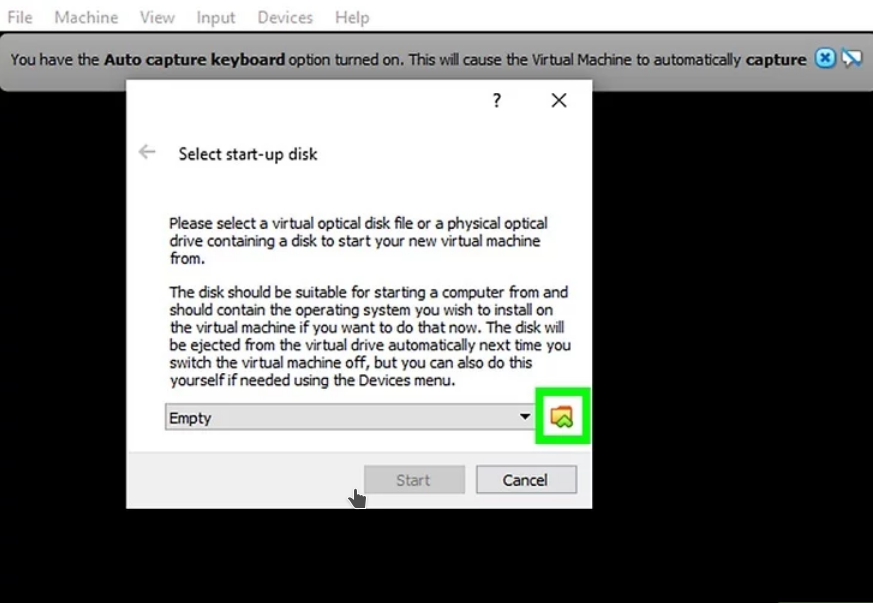 File Machine View Input Devices Help
You have the Auto capture keyboard option turned on. This will cause the Virtual Machine to automatically capture
?
Select start-up disk
Please select a virtual optical disk file or a physical optical
drive containing a disk to start your new virtual machine
from.
The disk should be suitable for starting a computer from and
should contain the operating system you wish to install on
the virtual machine if you want to do that now. The disk will
be ejected from the virtual drive automatically next time you
switch the virtual machine off, but you can also do this
yourself if needed using the Devices menu.
Empty
Start Cancel